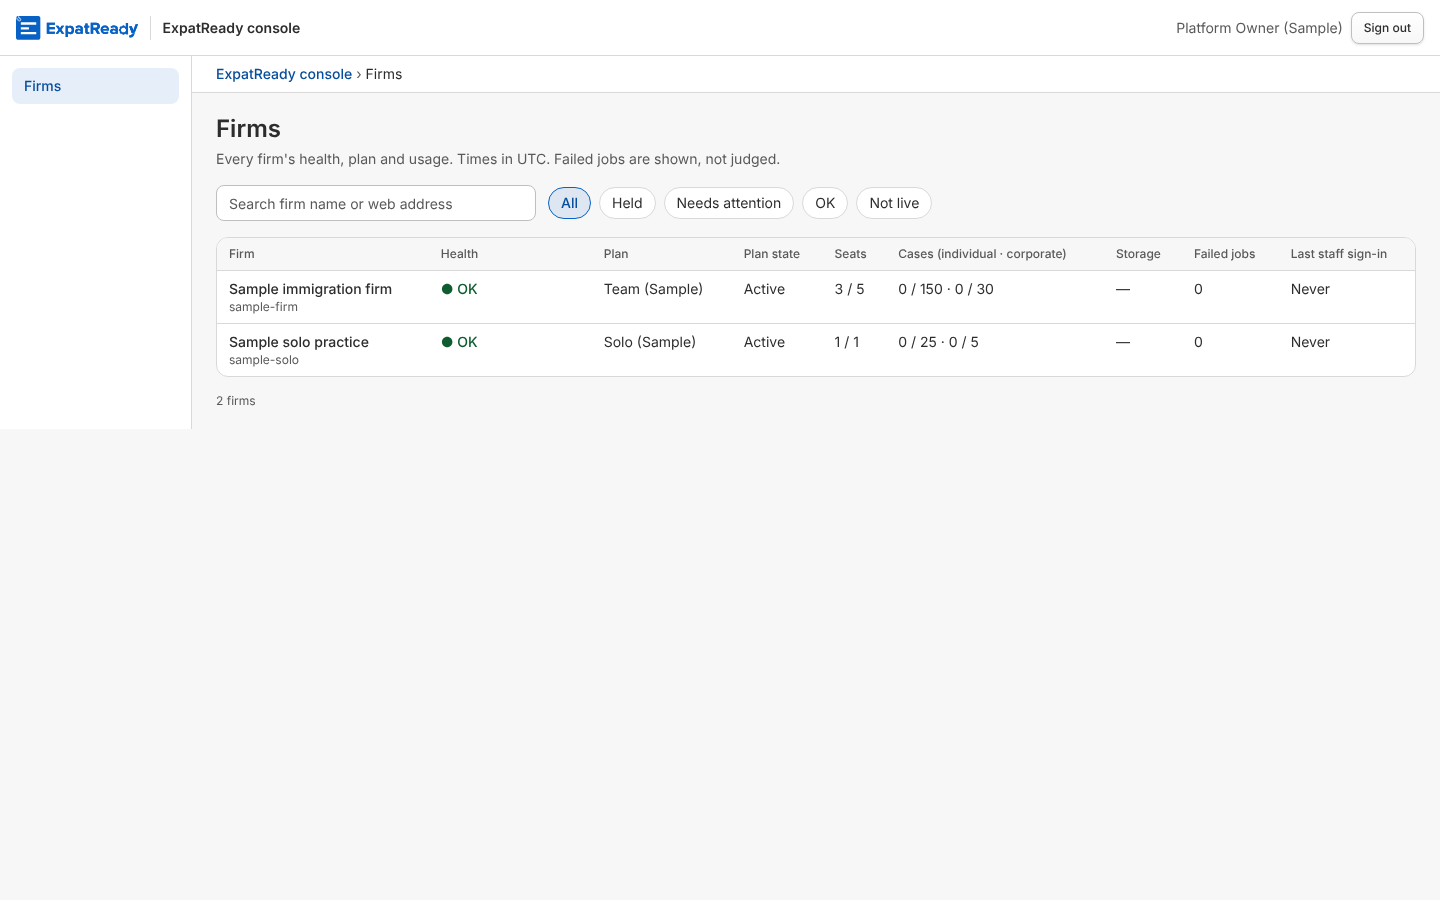 ExpatReady ExpatReady console Platform Owner (Sample) Sign out
Firms
ExpatReady console › Firms
Firms
Every firm's health, plan and usage. Times in UTC. Failed jobs are shown, not judged.
Search firm name or web address All Held Needs attention OK Not live
Firm Health Plan Plan state Seats Cases (individual · corporate) Storage Failed jobs Last staff sign-in
Sample immigration firm ● OK Team (Sample) Active 3 / 5 0 / 150 · 0 / 30 — 0 Never
sample-firm
Sample solo practice ● OK Solo (Sample) Active 1 / 1 0 / 25 · 0 / 5 — 0 Never
sample-solo
2 firms